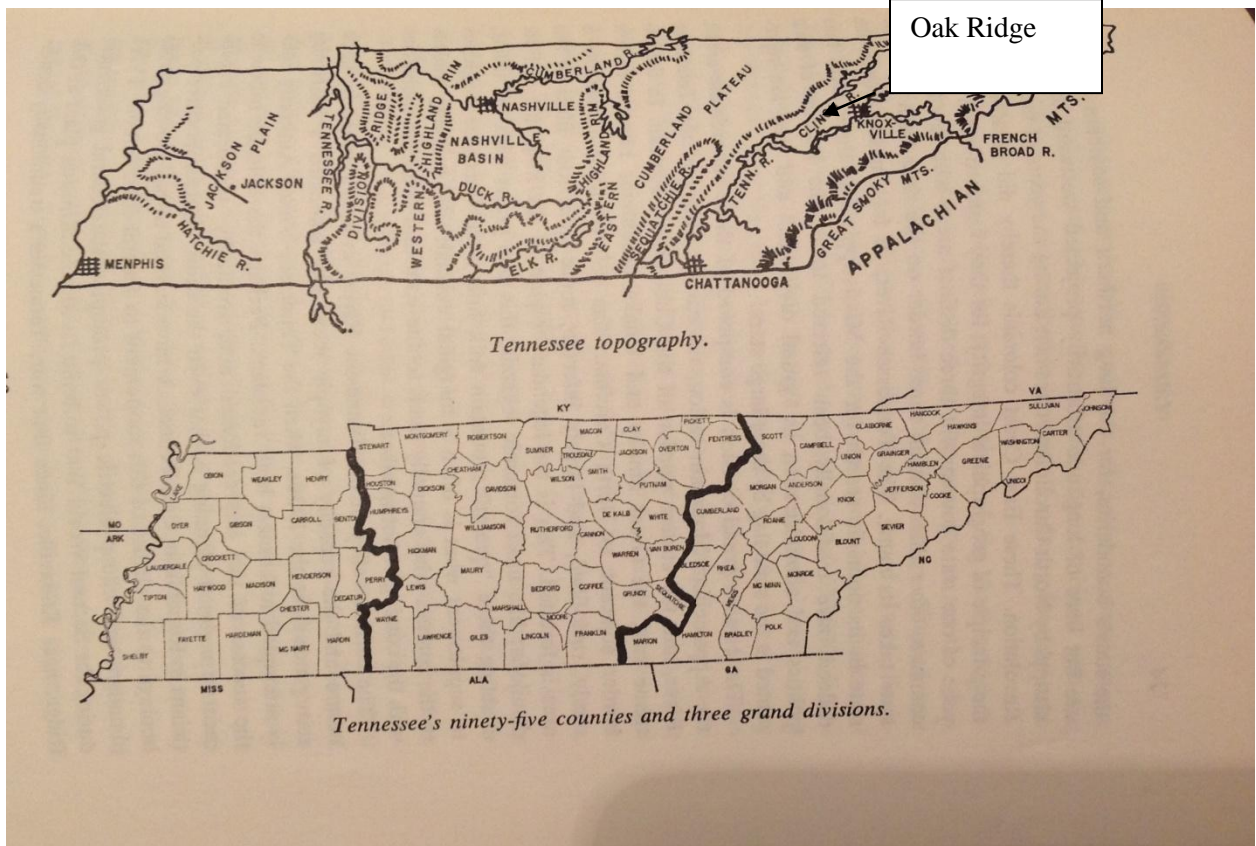 Oak Ridge
RIM
CUMBERLAND R.
NASHVILLE
TENNESSEE R.
DIVISION RIDGE
WESTERN HIGHLAND
NASHVILLE
BASIN
HIGHLAND RIM
EASTERN
CUMBERLAND PLATEAU
CLIN
KNOX-
VILLE
FRENCH
BROAD R.
MTS.
JACKSON PLAIN
JACKSON
DUCK R.
SEQUATCHIE R.
TENN. R.
GREAT SMOKY MTS.
APPALACHIAN
HATCHIE R.
MEMPHIS
ELK R.
CHATTANOOGA
Tennessee topography.
KY
VA
STEWART
MONTGOMERY
ROBERTSON
SUMNER
MACON
CLAY
PICKETT
FENTRESS
SCOTT
CAMPBELL
CLAIBORNE
HANCOCK
HAWKINS
SULLIVAN
JOHNSON
LAKE
OBION
WEAKLEY
HENRY
HOUSTON
DICKSON
CHEATHAM
DAVIDSON
TROUSDALE
WILSON
SMITH
JACKSON
OVERTON
PUTNAM
MORGAN
ANDERSON
UNION
GRAINGER
HAMBLEN
GREENE
WASHINGTON
CARTER
UNICOI
DYER
GIBSON
CARROLL
BENTON
HUMPHREYS
WILLIAMSON
RUTHERFORD
CANNON
DE KALB
WHITE
CUMBERLAND
ROANE
KNOX
JEFFERSON
COCKE
SEVIER
MO
ARK
LAUDERDALE
CROCKETT
HICKMAN
WARREN
VAN BUREN
BLEDSOE
RHEA
LOUDON
BLOUNT
NC
TIPTON
HAYWOOD
MADISON
HENDERSON
DECATUR
PERRY
LEWIS
MAURY
BEDFORD
COFFEE
GRUNDY
SEQUATCHIE
MEIGS
MC MINN
MONROE
CHESTER
WAYNE
MARSHALL
MOORE
SHELBY
FAYETTE
HARDEMAN
MC NAIRY
HARDIN
LAWRENCE
GILES
LINCOLN
FRANKLIN
MARION
HAMILTON
BRADLEY
POLK
MISS
ALA
GA
Tennessee's ninety-five counties and three grand divisions.